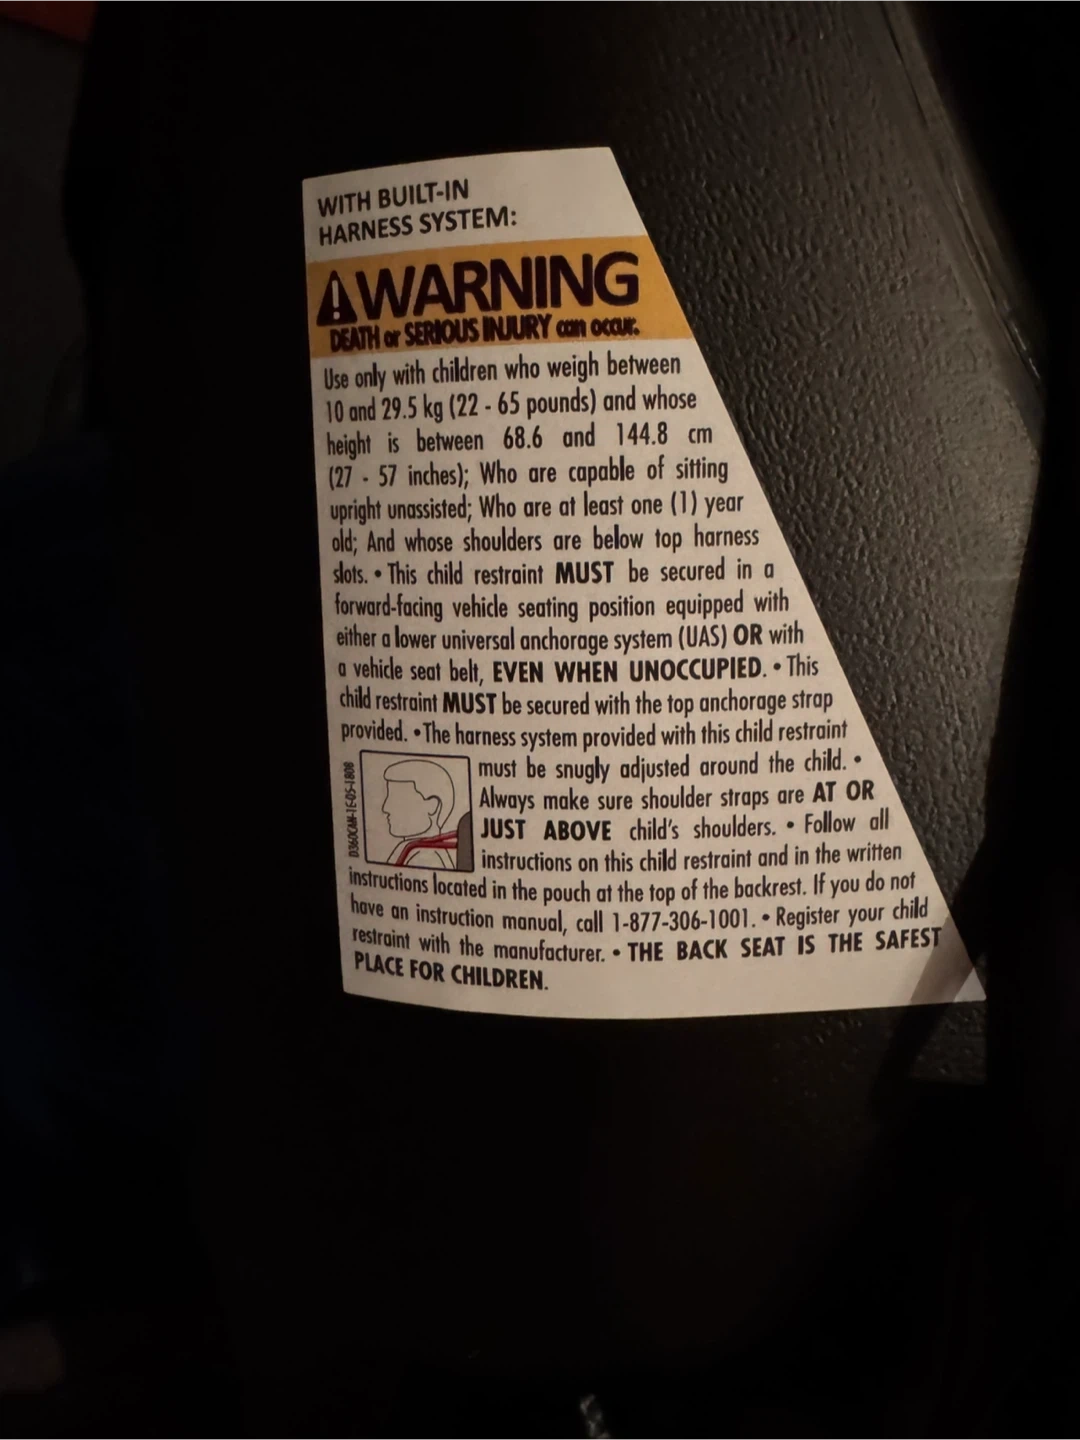 WITH BUILT-IN
HARNESS SYSTEM:
WARNING
DEATH or SERIOUS INJURY can occur.
Use only with children who weigh between
10 and 29.5 kg (22 - 65 pounds) and whose
height is between 68.6 and 144.8 cm
(27 - 57 inches); Who are capable of sitting
upright unassisted; Who are at least one (1) year
old; And whose shoulders are below top harness
slots. • This child restraint MUST be secured in a
forward-facing vehicle seating position equipped with
either a lower universal anchorage system (UAS) OR with
a vehicle seat belt, EVEN WHEN UNOCCUPIED. • This
child restraint MUST be secured with the top anchorage strap
provided. • The harness system provided with this child restraint
must be snugly adjusted around the child. •
Always make sure shoulder straps are AT OR
JUST ABOVE child's shoulders. • Follow all
instructions on this child restraint and in the written
instructions located in the pouch at the top of the backrest. If you do not
have an instruction manual, call 1-877-306-1001. • Register your child
restraint with the manufacturer. • THE BACK SEAT IS THE SAFEST
PLACE FOR CHILDREN.